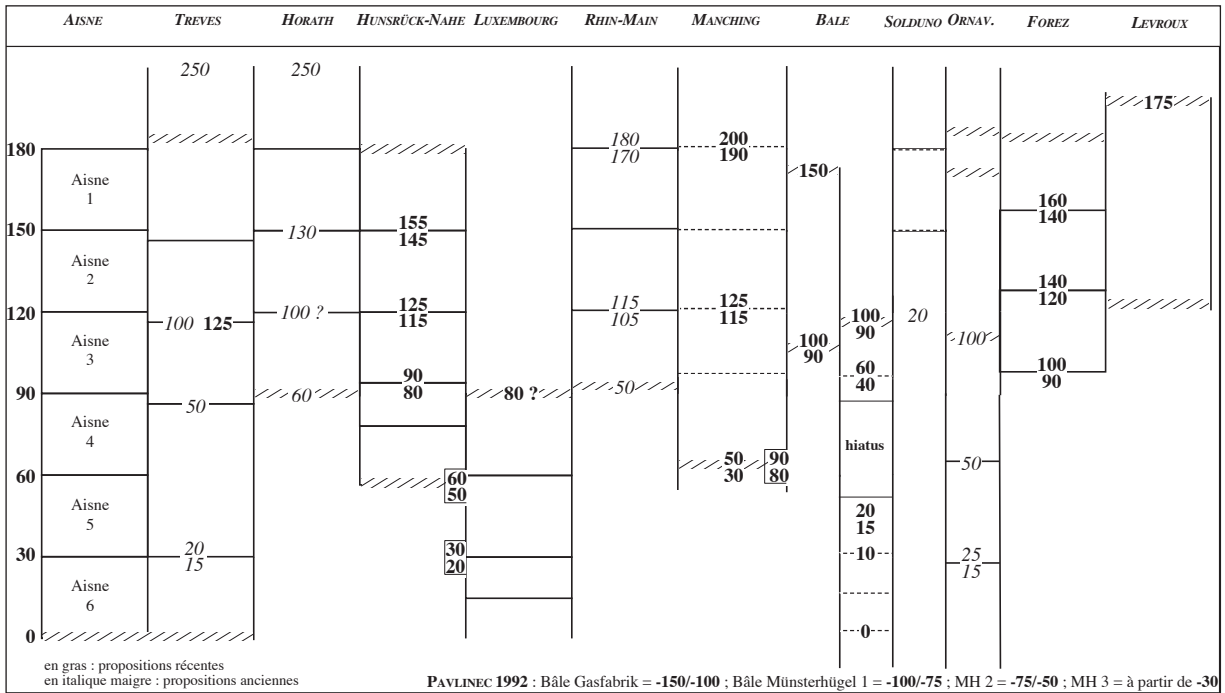 AISNE TREVES HORATH HUNSRÜCK-NAHE LUXEMBOURG RHIN-MAIN MANCHING BALE SOLDUNO ORNAV. FOREZ LEVROUX
250 250
175
180 180 200
170 190
150
Aisne
1
160
140
150 130 155
145
Aisne
2
140
120
120 100 125 100 ? 125 115 125 100 20
115 105 115 90
100
Aisne
3
100
90
60
40
100
90
90 50 60 90
80
80 ? 50
Aisne
4
hiatus
60 60
50
50
30
90
80
50
Aisne
5
20
15
30 20
15
30
20
10 25
15
Aisne
6
0 0
en gras : propositions récentes
en italique maigre : propositions anciennes
PAVLINEC 1992 : Bâle Gasfabrik = -150/-100 ; Bâle Münsterhügel 1 = -100/-75 ; MH 2 = -75/-50 ; MH 3 = à partir de -30